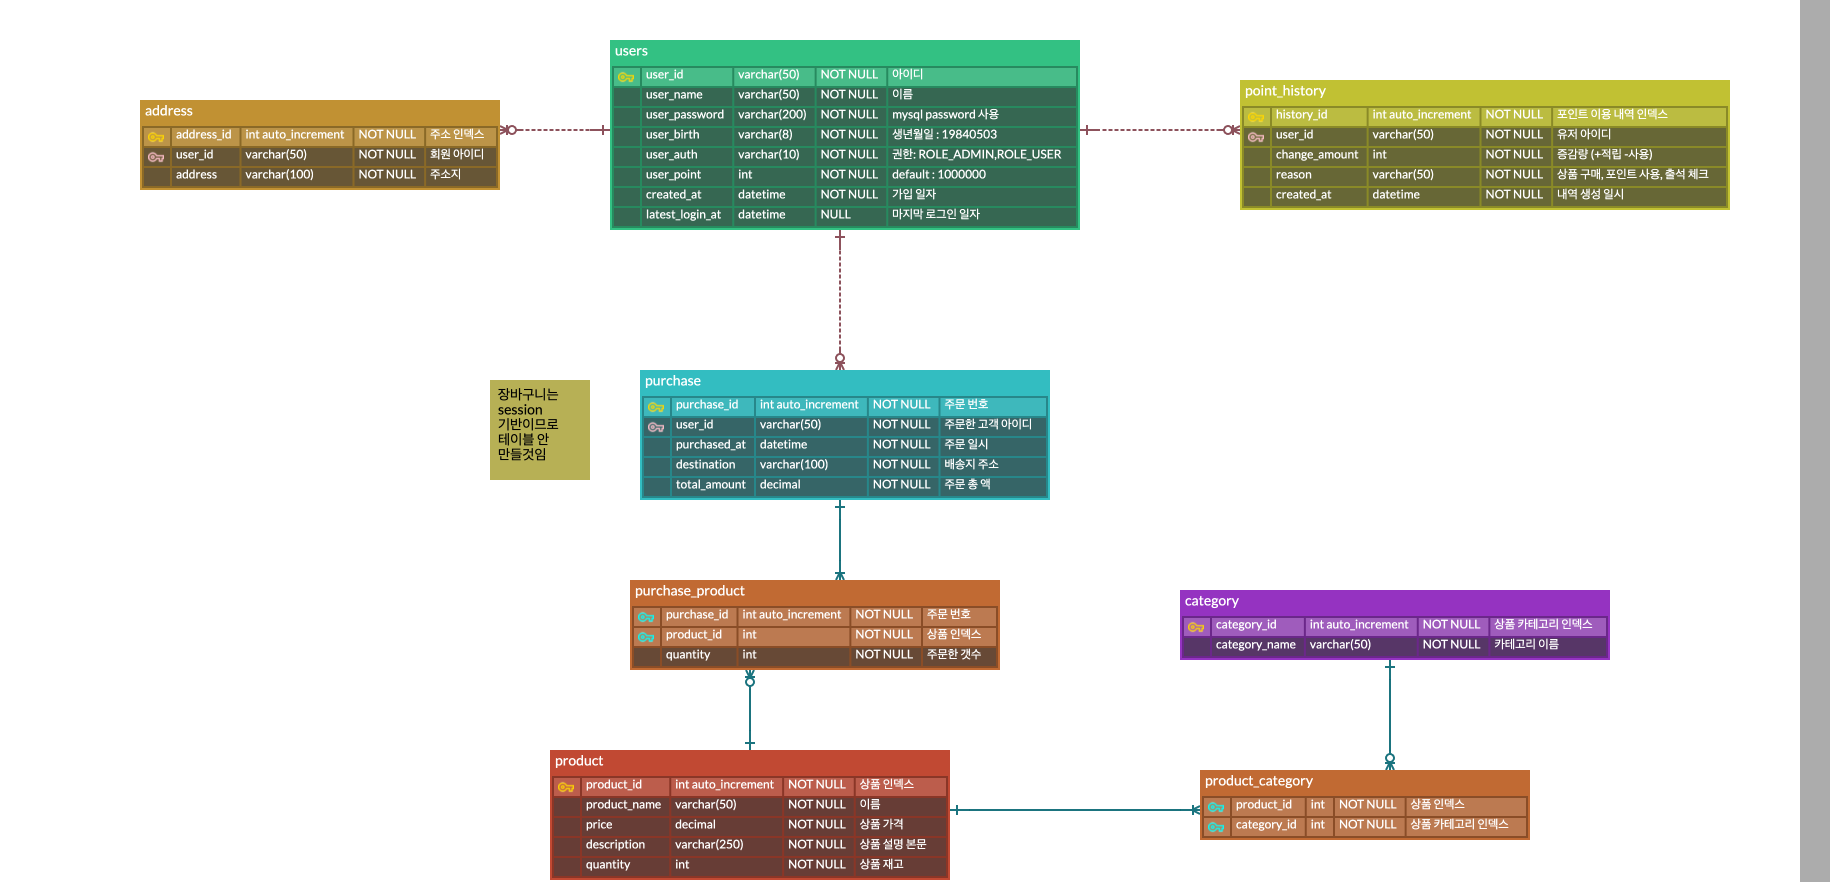 users
user_id varchar(50) NOT NULL 아이디
user_name varchar(50) NOT NULL 이름
user_password varchar(200) NOT NULL mysql password 사용
user_birth varchar(8) NOT NULL 생년월일 : 19840503
user_auth varchar(10) NOT NULL 권한: ROLE_ADMIN,ROLE_USER
user_point int NOT NULL default : 1000000
created_at datetime NOT NULL 가입 일자
latest_login_at datetime NULL 마지막 로그인 일자
address
address_id int auto_increment NOT NULL 주소 인덱스
user_id varchar(50) NOT NULL 회원 아이디
address varchar(100) NOT NULL 주소지
point_history
history_id int auto_increment NOT NULL 포인트 이용 내역 인덱스
user_id varchar(50) NOT NULL 유저 아이디
change_amount int NOT NULL 증감량 (+적립 -사용)
reason varchar(50) NOT NULL 상품 구매, 포인트 사용, 출석 체크
created_at datetime NOT NULL 내역 생성 일시
장바구니는
session
기반이므로
테이블 안
만들것임
purchase
purchase_id int auto_increment NOT NULL 주문 번호
user_id varchar(50) NOT NULL 주문한 고객 아이디
purchased_at datetime NOT NULL 주문 일시
destination varchar(100) NOT NULL 배송지 주소
total_amount decimal NOT NULL 주문 총 액
purchase_product
purchase_id int auto_increment NOT NULL 주문 번호
product_id int NOT NULL 상품 인덱스
quantity int NOT NULL 주문한 갯수
category
category_id int auto_increment NOT NULL 상품 카테고리 인덱스
category_name varchar(50) NOT NULL 카테고리 이름
product
product_id int auto_increment NOT NULL 상품 인덱스
product_name varchar(50) NOT NULL 이름
price decimal NOT NULL 상품 가격
description varchar(250) NOT NULL 상품 설명 본문
quantity int NOT NULL 상품 재고
product_category
product_id int NOT NULL 상품 인덱스
category_id int NOT NULL 상품 카테고리 인덱스